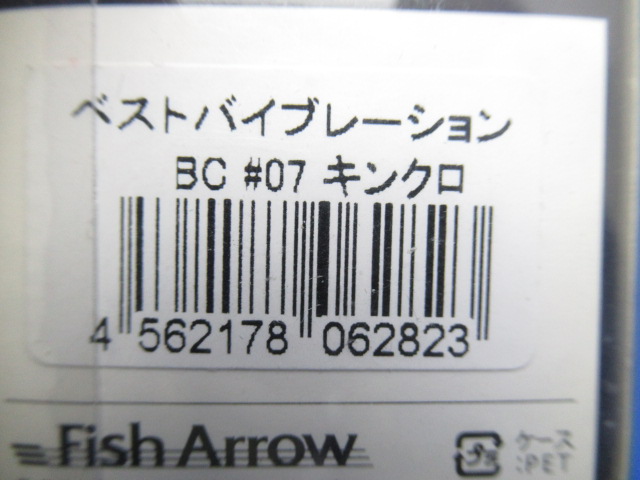 ベストバイブレーション
BC #07 キンクロ
4 562178 062823
Fish Arrow
ケース
:PET